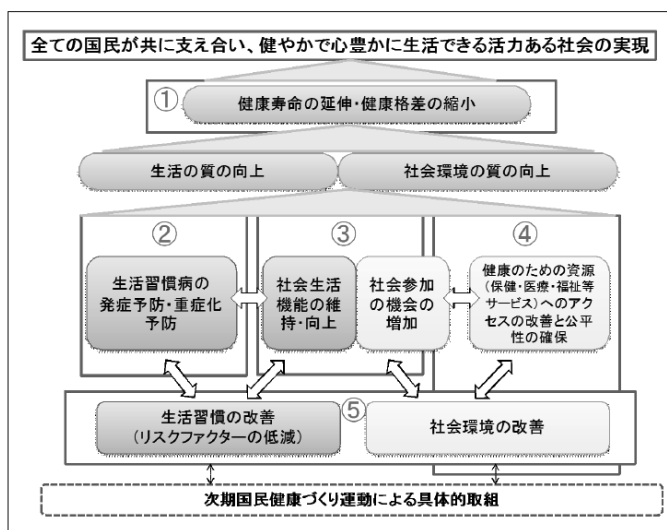 全ての国民が共に支え合い、健やかで心豊かに生活できる活力ある社会の実現
①
健康寿命の延伸・健康格差の縮小
生活の質の向上
社会環境の質の向上
②
③
④
生活習慣病の
発症予防・重症化
予防
社会生活
機能の維
持・向上
社会参加
の機会の
増加
健康のための資源
(保健・医療・福祉等
サービス)へのアク
セスの改善と公平
性の確保
⑤
生活習慣の改善
(リスクファクターの低減)
社会環境の改善
次期国民健康づくり運動による具体的取組